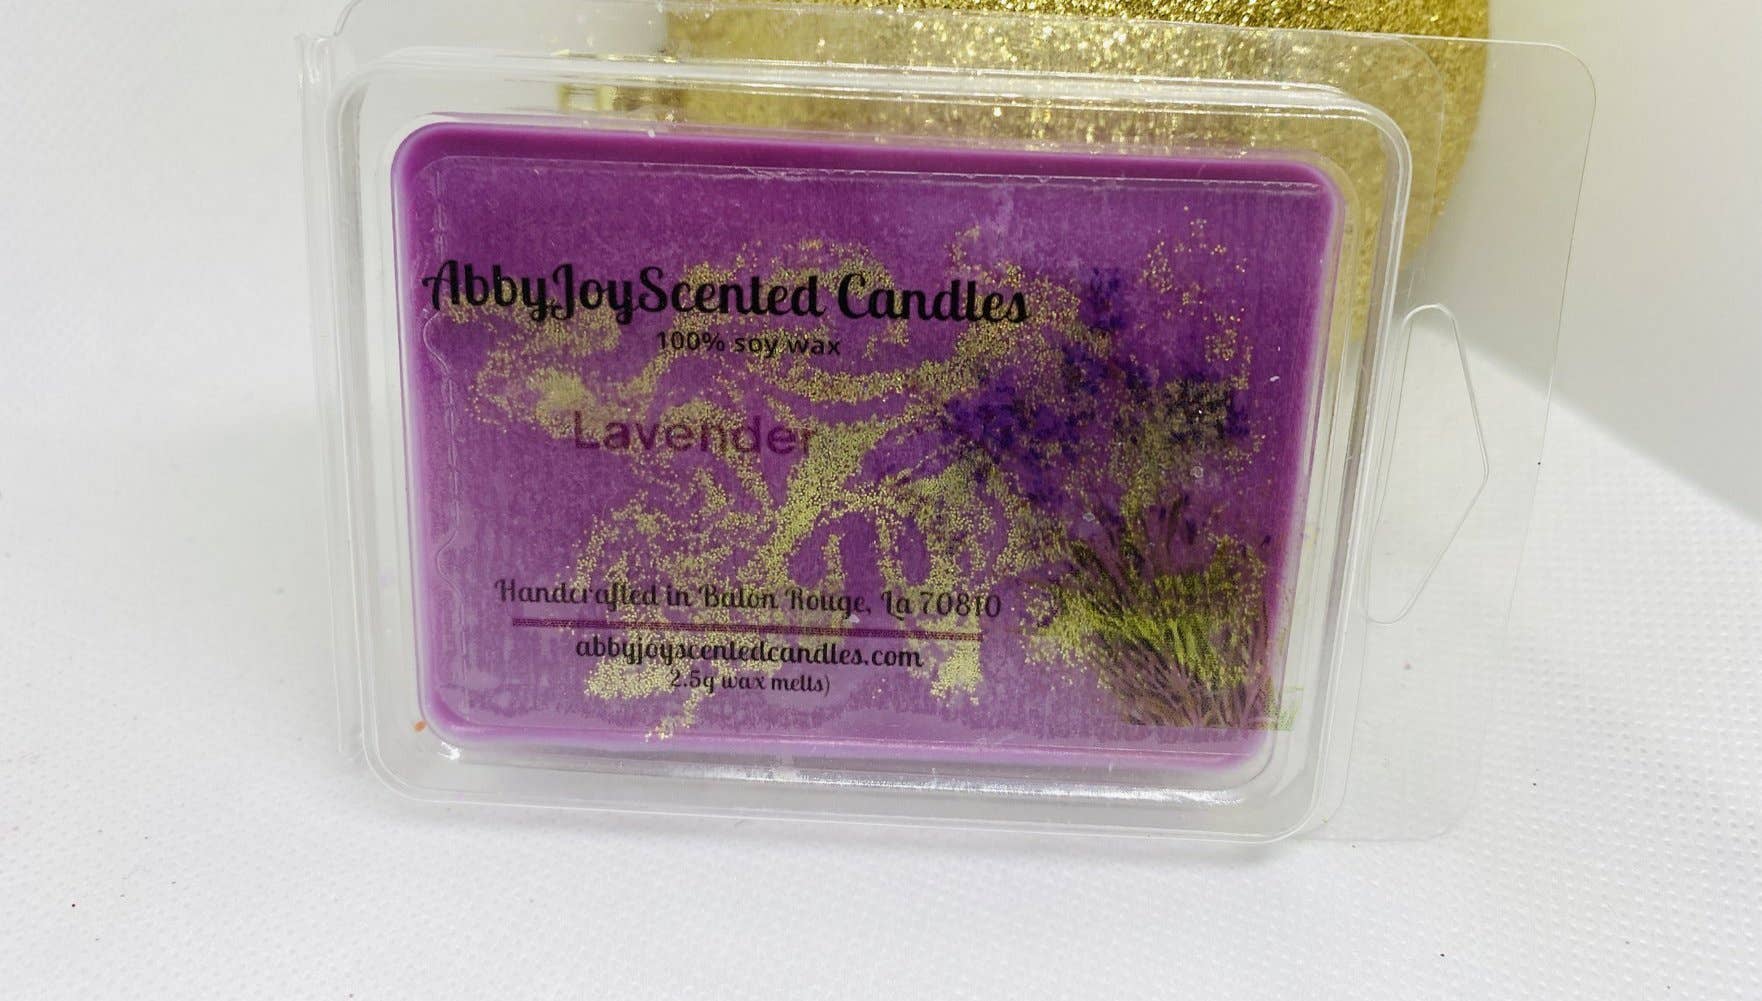 AbbyJoyScented Candles
100% soy wax
Lavender
Handcrafted in Baton Rouge, La 70810
abbyjoyscentedcandles.com
2.5g wax melts)